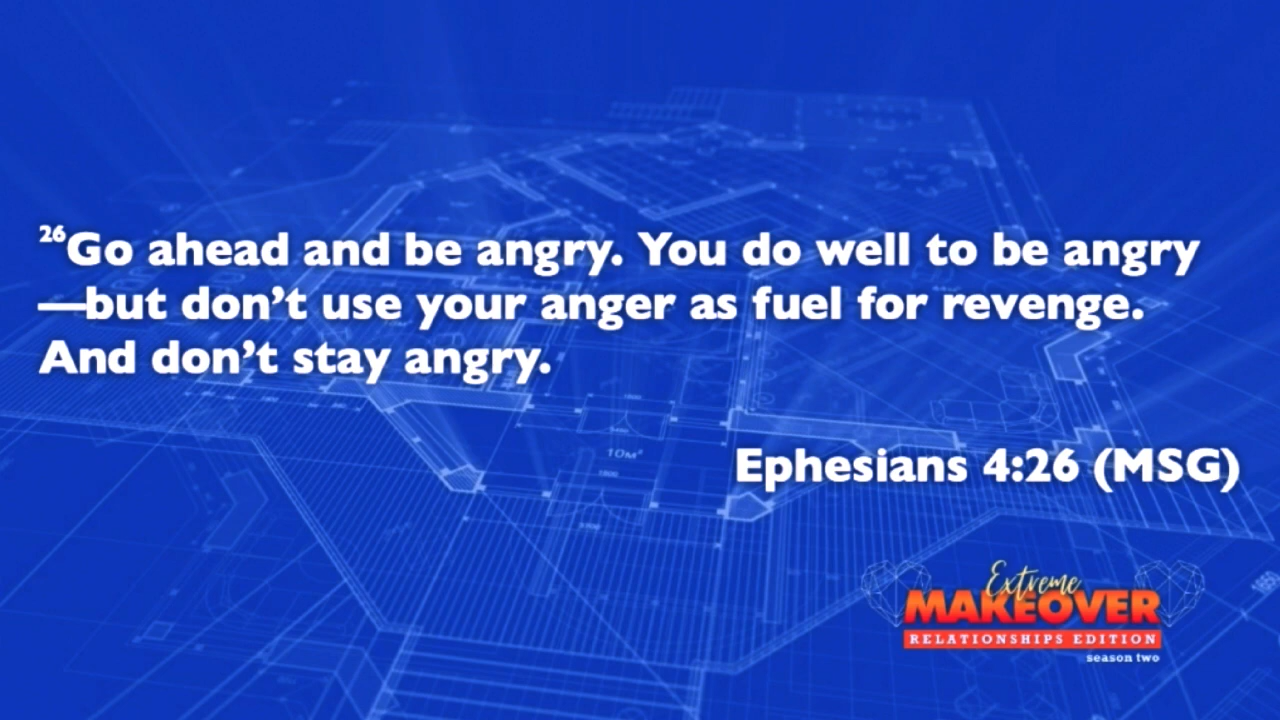 ²⁶Go ahead and be angry. You do well to be angry
—but don’t use your anger as fuel for revenge.
And don’t stay angry.
Ephesians 4:26 (MSG)
10M²
Extreme
MAKEOVER
RELATIONSHIPS EDITION
season two